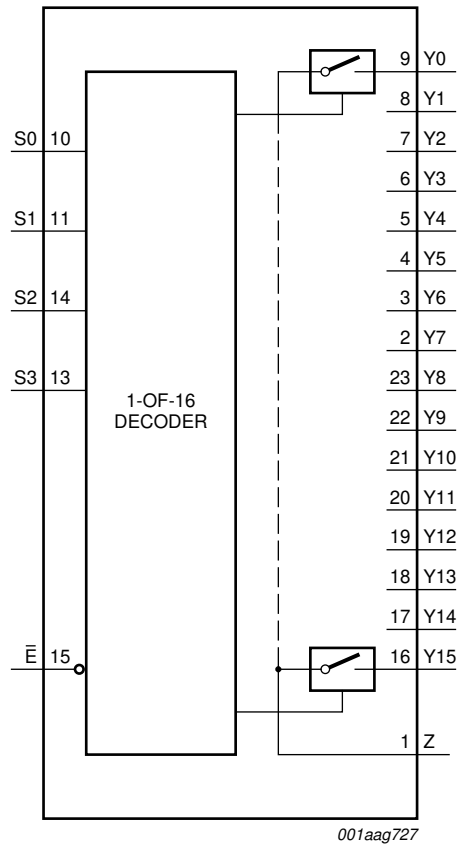 9 Y0
8 Y1
S0 10
7 Y2
6 Y3
S1 11
5 Y4
4 Y5
S2 14
3 Y6
2 Y7
S3 13
23 Y8
1-OF-16
DECODER
22 Y9
21 Y10
20 Y11
19 Y12
18 Y13
17 Y14
E̅ 15
16 Y15
1 Z
001aag727